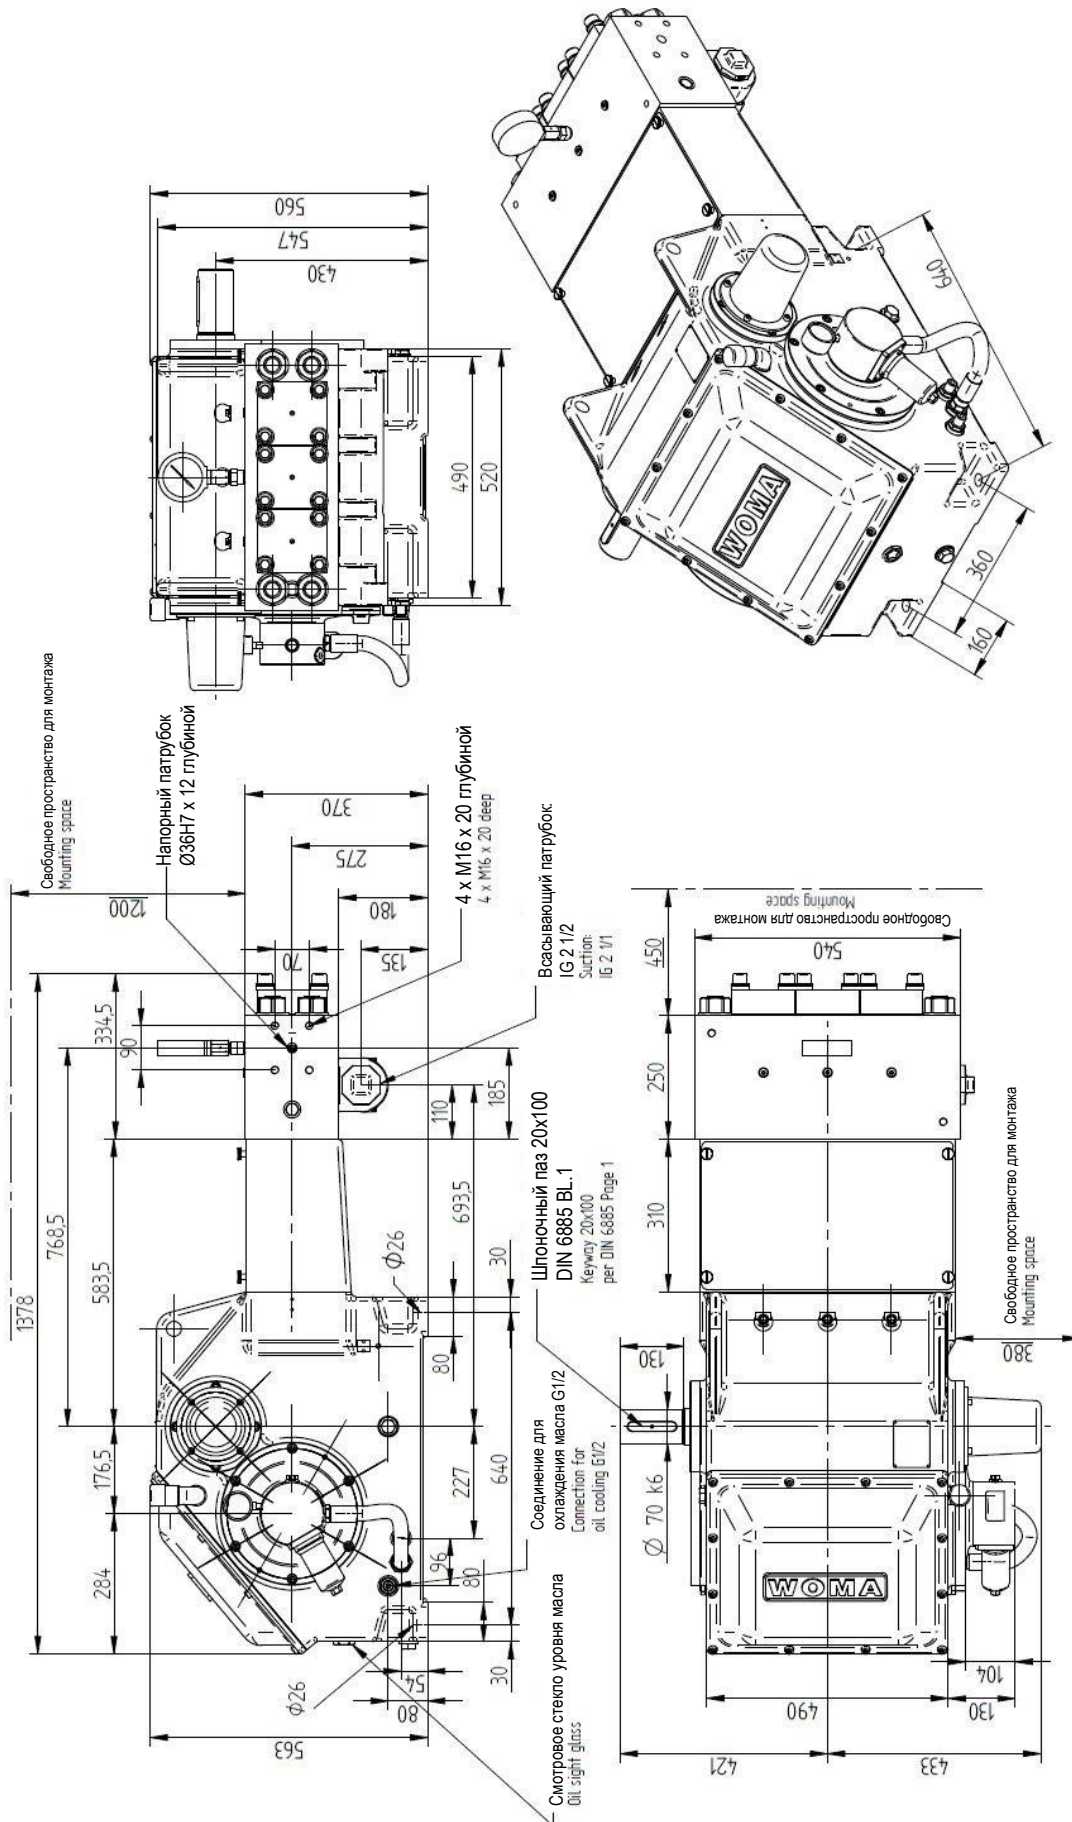 560
547
430
490
520
640
360
160
WOMA
Свободное пространство для монтажа
Mounting space
1200
Напорный патрубок
Ø36H7 x 12 глубиной
370
275
180
135
4 x M16 x 20 глубиной
4 x M16 x 20 deep
Всасывающий патрубок:
IG 2 1/2
Suction:
IG 2 1/1
1378
334,5
768,5
90
70
583,5
176,5
284
110
185
693,5
30
Φ26
80
640
227
96
80
30
54
80
Φ26
563
Шпоночный паз 20x100
DIN 6885 BL.1
Keyway 20x100
per DIN 6885 Page 1
Соединение для
охлаждения масла G1/2
Connection for
oil cooling G1/2
Смотровое стекло уровня масла
Oil sight glass
450
Свободное пространство для монтажа
Mounting space
540
250
310
Свободное пространство для монтажа
Mounting space
380
130
Ø 70 k6
WOMA
104
490
130
421
433